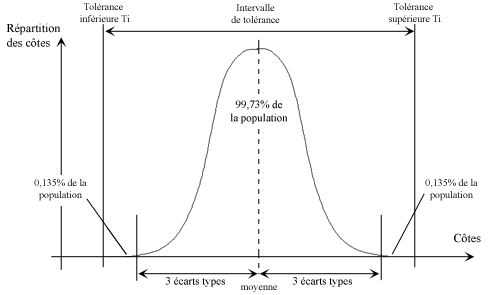 Tolérance
inférieure Ti
Intervalle
de tolérance
Tolérance
supérieure Ti
Répartition
des côtes
99,73% de
la population
0,135% de la
population
0,135% de la
population
Côtes
3 écarts types
moyenne
3 écarts types